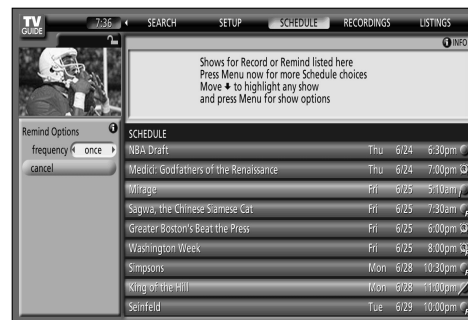 TV
GUIDE
7:36
SEARCH SETUP SCHEDULE RECORDINGS LISTINGS
INFO
Shows for Record or Remind listed here
Press Menu now for more Schedule choices
Move to highlight any show
and press Menu for show options
Remind Options
frequency once
cancel
SCHEDULE
NBA Draft Thu 6/24 6:30pm
Medici: Godfathers of the Renaissance Thu 6/24 7:00pm
Mirage Fri 6/25 5:10am
Sagwa, the Chinese Siamese Cat Fri 6/25 7:30am
Greater Boston's Beat the Press Fri 6/25 6:00pm
Washington Week Fri 6/25 8:00pm
Simpsons Mon 6/28 10:30pm
King of the Hill Mon 6/28 11:00pm
Seinfeld Tue 6/29 10:00pm